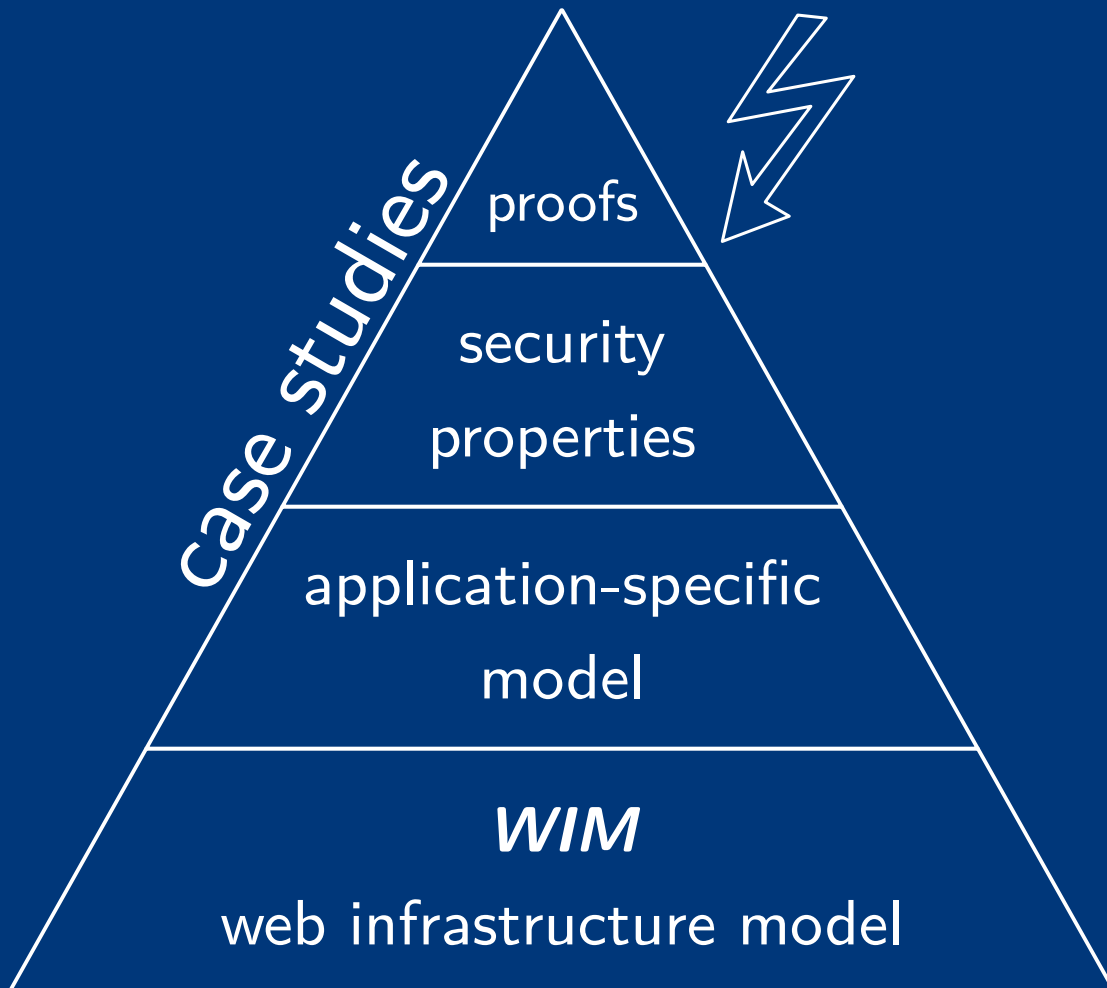 case studies
proofs
security
properties
application-specific
model
WIM
web infrastructure model